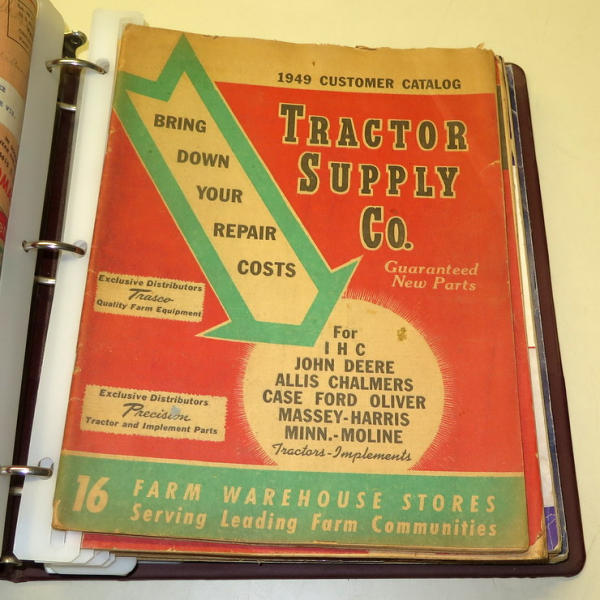 1949 CUSTOMER CATALOG
TRACTOR
SUPPLY
CO.
BRING
DOWN
YOUR
REPAIR
COSTS
Guaranteed
New Parts
Exclusive Distributors
Trasco
Quality Farm Equipment
For
I H C
JOHN DEERE
ALLIS CHALMERS
CASE FORD OLIVER
MASSEY-HARRIS
MINN.-MOLINE
Tractors-Implements
Exclusive Distributors
Precision
Tractor and Implement Parts
16 FARM WAREHOUSE STORES
Serving Leading Farm Communities